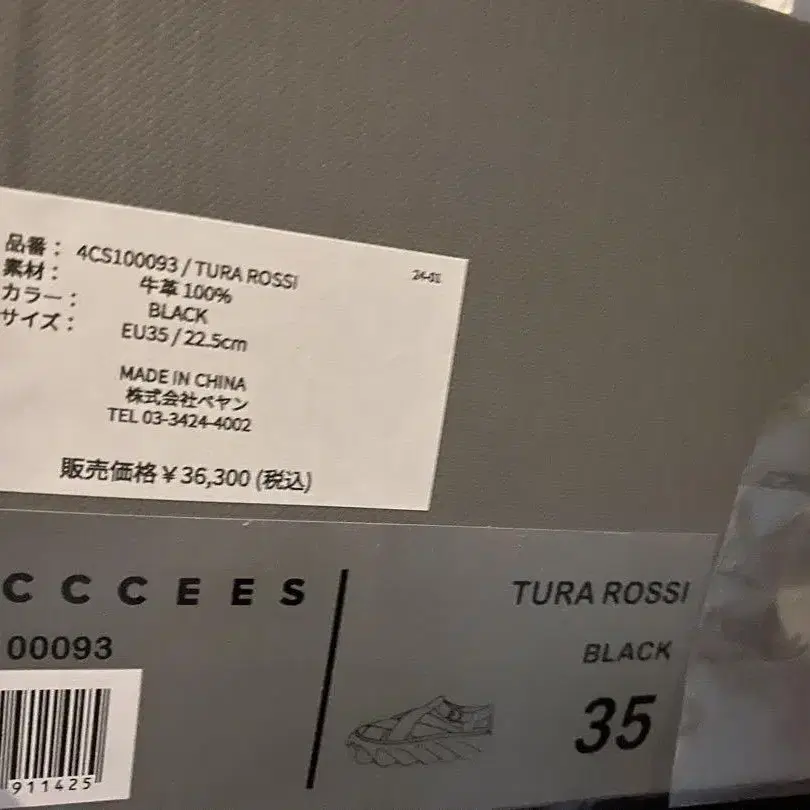 品番： 4CS100093 / TURA ROSSI
24-01
素材： 牛革 100%
カラー： BLACK
サイズ： EU35 / 22.5cm
MADE IN CHINA
株式会社ペヤン
TEL 03-3424-4002
販売価格￥36,300 (税込)
CCCEES
TURA ROSSI
00093
BLACK
35
911425